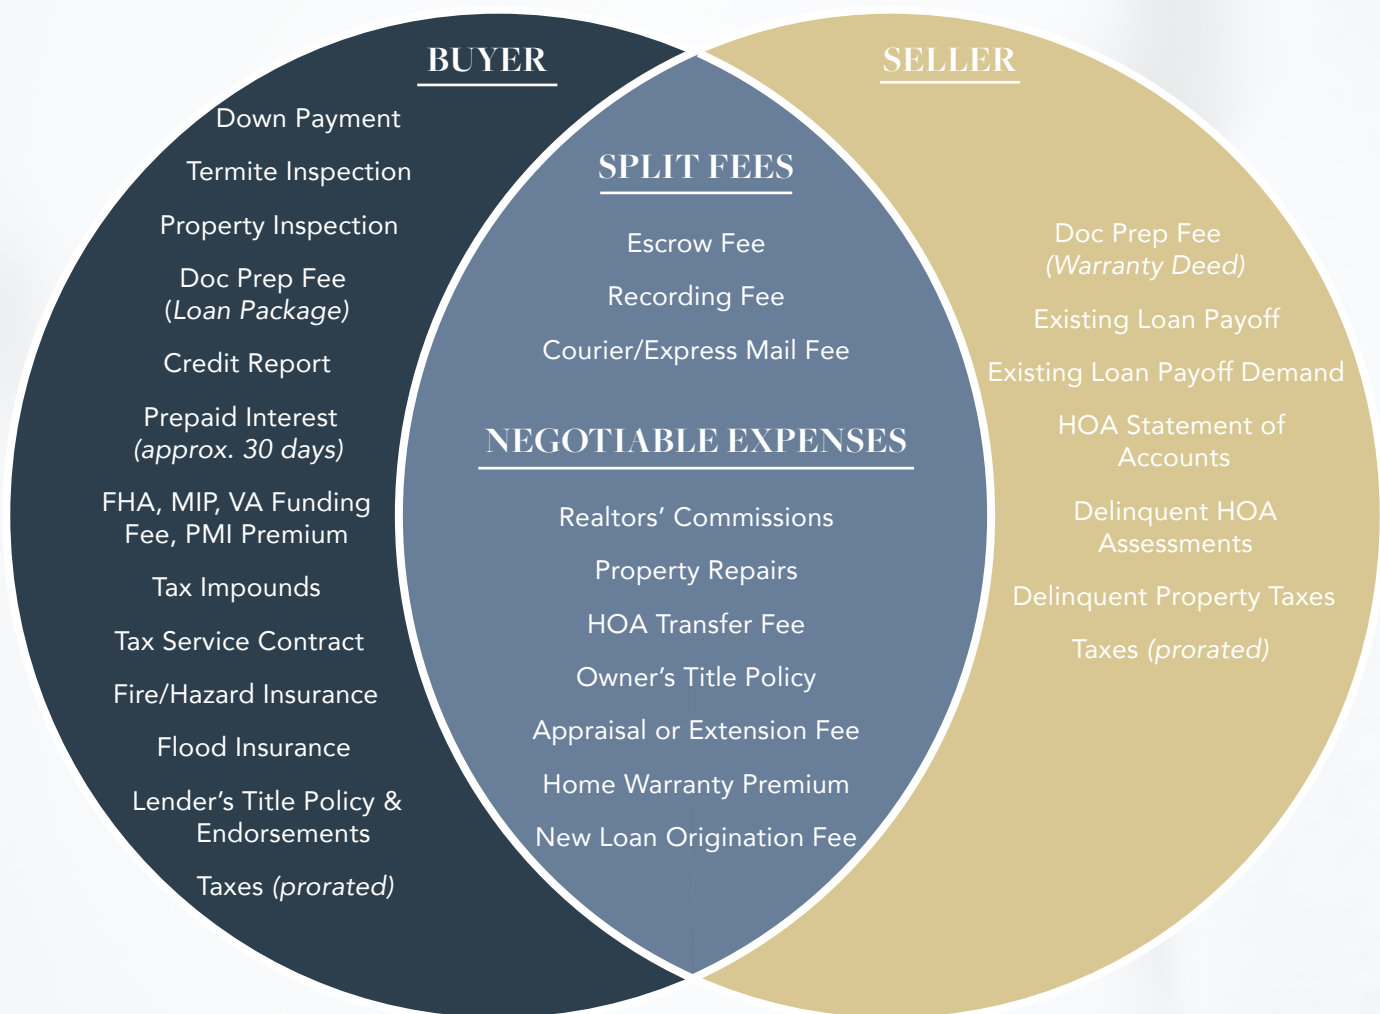 BUYER
Down Payment
Termite Inspection
Property Inspection
Doc Prep Fee
(Loan Package)
Credit Report
Prepaid Interest
(approx. 30 days)
FHA, MIP, VA Funding
Fee, PMI Premium
Tax Impounds
Tax Service Contract
Fire/Hazard Insurance
Flood Insurance
Lender’s Title Policy &
Endorsements
Taxes (prorated)
SPLIT FEES
Escrow Fee
Recording Fee
Courier/Express Mail Fee
NEGOTIABLE EXPENSES
Realtors’ Commissions
Property Repairs
HOA Transfer Fee
Owner’s Title Policy
Appraisal or Extension Fee
Home Warranty Premium
New Loan Origination Fee
SELLER
Doc Prep Fee
(Warranty Deed)
Existing Loan Payoff
Existing Loan Payoff Demand
HOA Statement of
Accounts
Delinquent HOA
Assessments
Delinquent Property Taxes
Taxes (prorated)